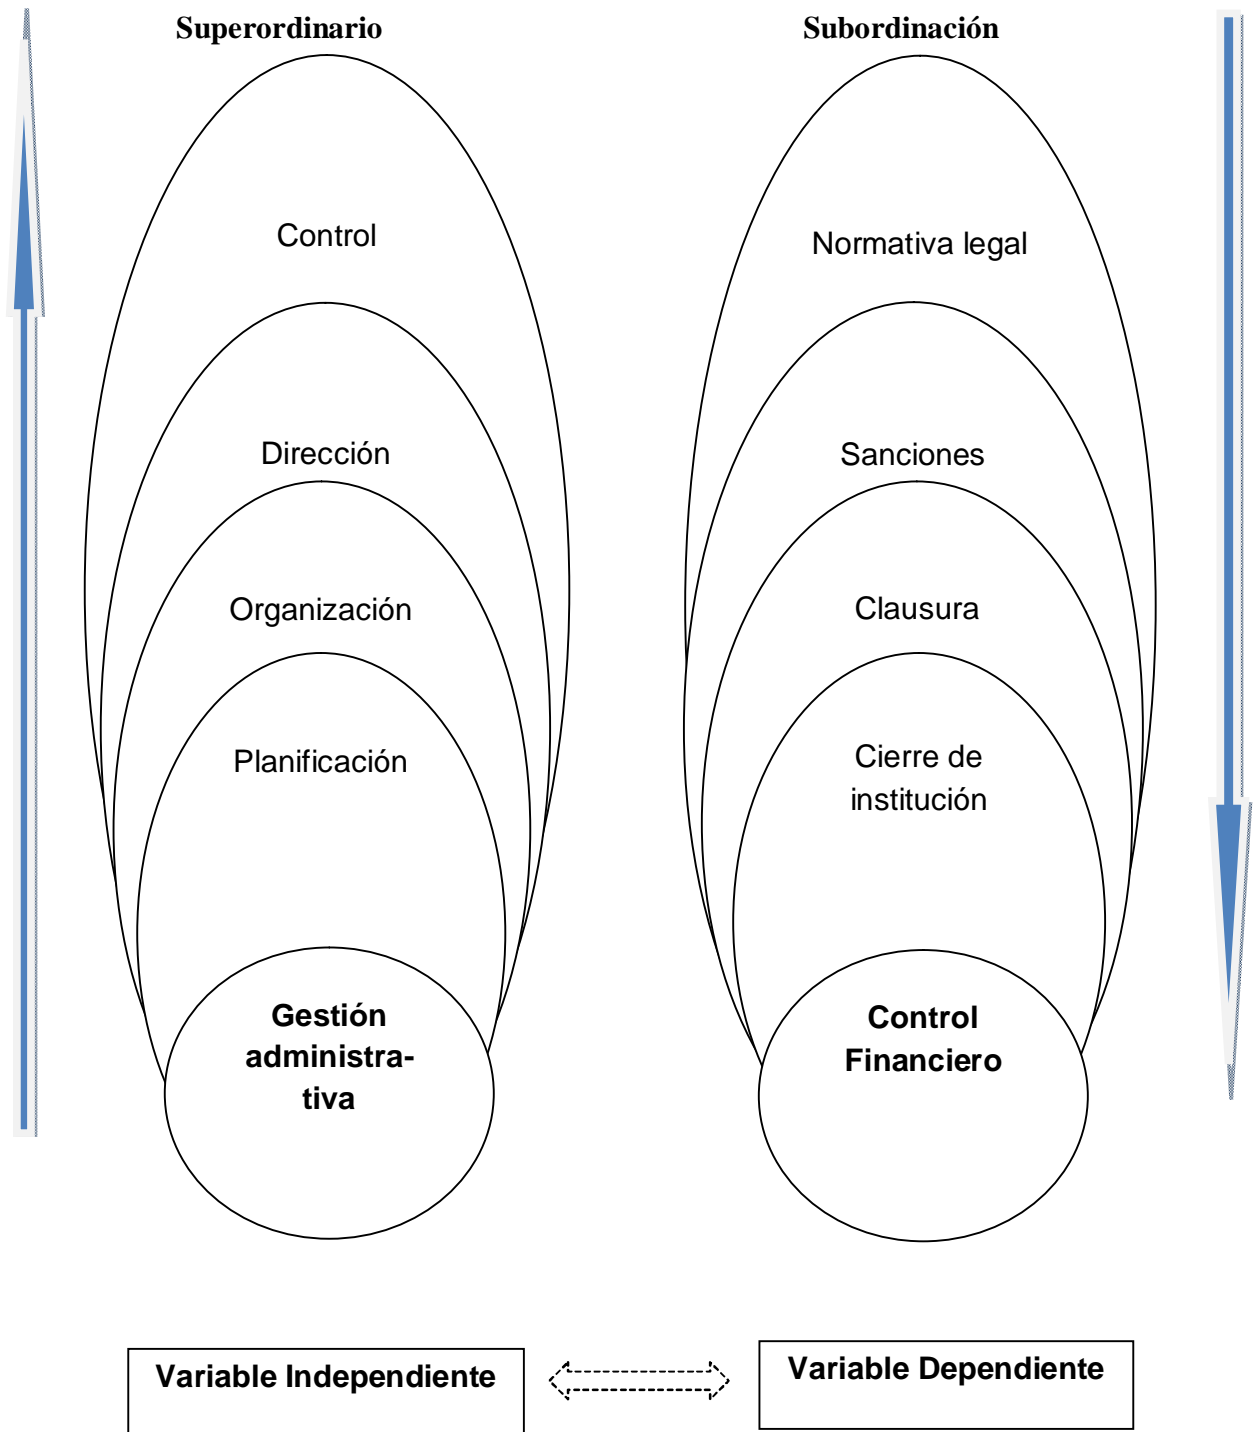 Superordinario
Subordinación
Control
Normativa legal
Dirección
Sanciones
Organización
Clausura
Planificación
Cierre de
institución
Gestión
administra-
tiva
Control
Financiero
Variable Independiente
Variable Dependiente